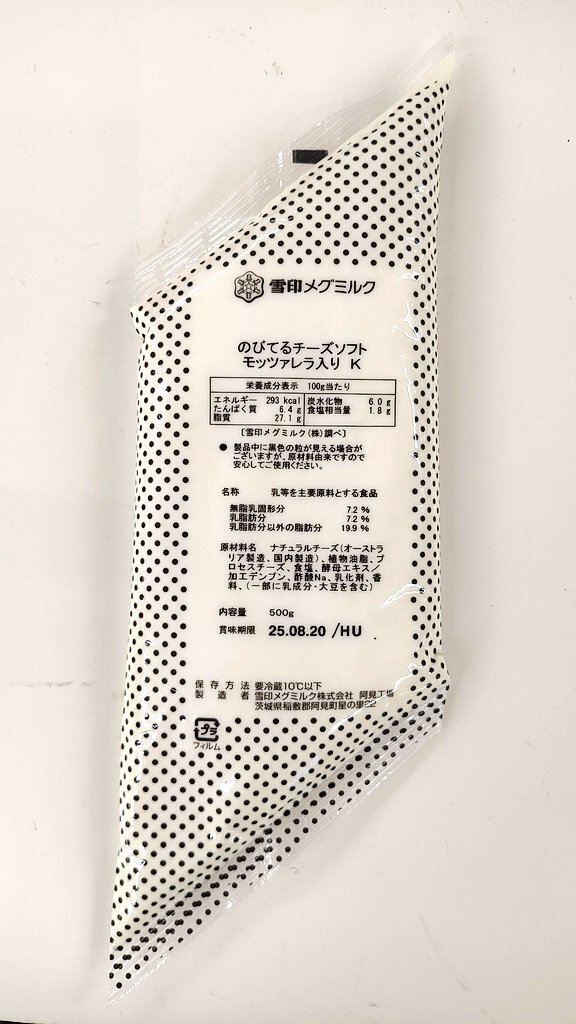 雪印メグミルク
のびてるチーズソフト
モッツァレラ入り K
栄養成分表示 100g当たり
エネルギー 293 kcal 炭水化物 6.0 g
たんぱく質 6.4 g 食塩相当量 1.8 g
脂質 27.1 g
〔雪印メグミルク(株)調べ〕
● 製品中に黒色の粒が見える場合が
ございますが、原材料由来ですので
安心してご使用ください。
名称 乳等を主要原料とする食品
無脂乳固形分 7.2 %
乳脂肪分 7.2 %
乳脂肪分以外の脂肪分 19.9 %
原材料名 ナチュラルチーズ(オーストラ
リア製造、国内製造)、植物油脂、プ
ロセスチーズ、食塩、酵母エキス/
加工デンプン、酢酸Na、乳化剤、香
料、(一部に乳成分・大豆を含む)
内容量 500g
賞味期限 25.08.20 /HU
保存方法 要冷蔵10℃以下
製造者 雪印メグミルク株式会社 阿見工場
茨城県稲敷郡阿見町星の里22
プラ
フィルム